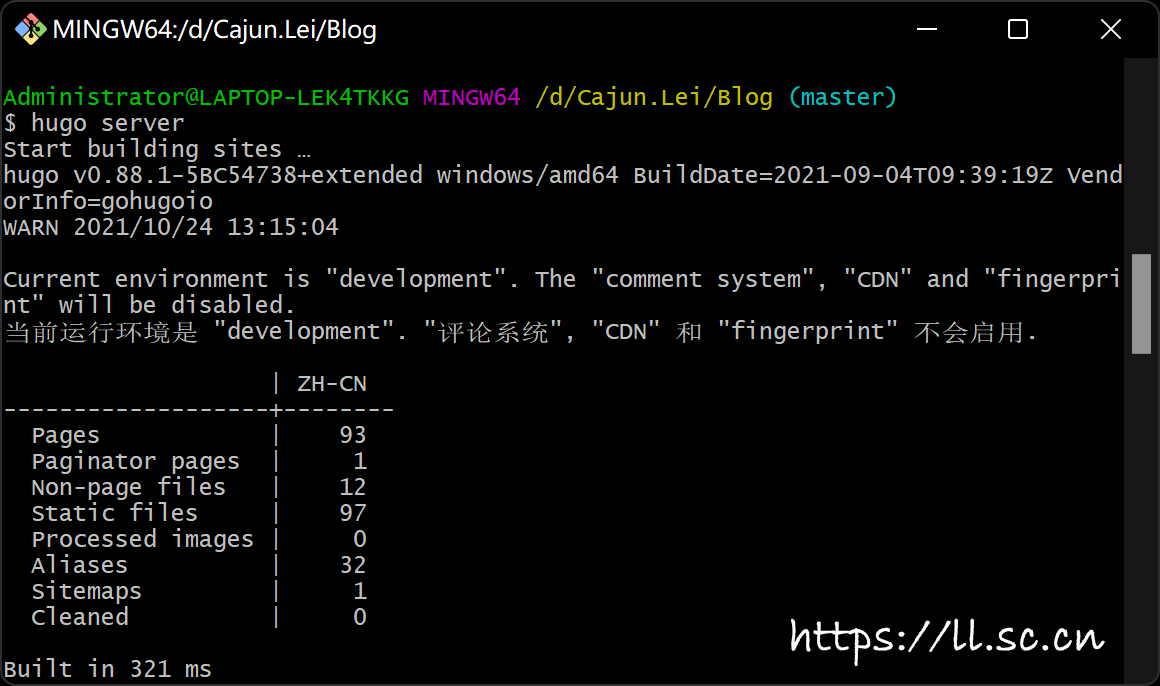 MINGW64:/d/Cajun.Lei/Blog
Administrator@LAPTOP-LEK4TKKG MINGW64 /d/Cajun.Lei/Blog (master)
$ hugo server
Start building sites …
hugo v0.88.1-5BC54738+extended windows/amd64 BuildDate=2021-09-04T09:39:19Z Vend
orInfo=gohugoio
WARN 2021/10/24 13:15:04
Current environment is "development". The "comment system", "CDN" and "fingerpri
nt" will be disabled.
当前运行环境是 "development". "评论系统", "CDN" 和 "fingerprint" 不会启用.
                   | ZH-CN
-------------------+--------
  Pages            |    93
  Paginator pages  |     1
  Non-page files   |    12
  Static files     |    97
  Processed images |     0
  Aliases          |    32
  Sitemaps         |     1
  Cleaned          |     0
https://ll.sc.cn
Built in 321 ms